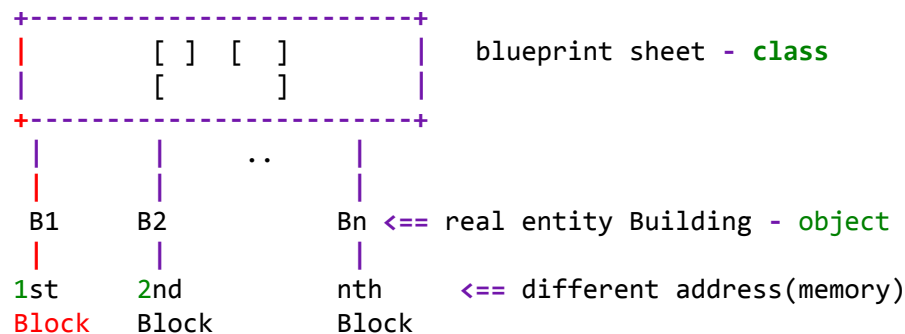 +-------------------------+
|        [ ]  [  ]        |   blueprint sheet - class
|        [       ]        |
+-------------------------+
 |       |     ..     |
 |       |            |
 B1     B2            Bn <== real entity Building - object
 |       |            |
1st     2nd          nth     <== different address(memory)
Block   Block        Block